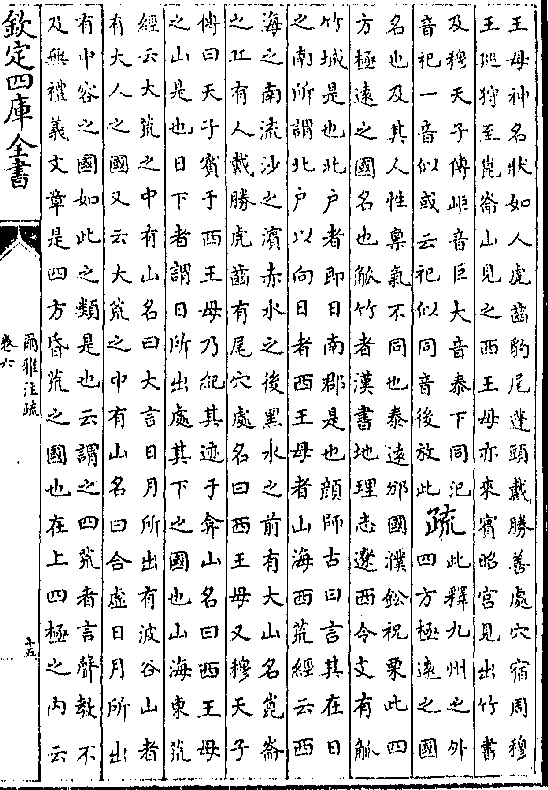 王母神名狀如人虎齒豹尾蓬頭戴勝善處穴宿周穆
王廵狩至崑崙山見之西王母亦來賓昭宮見出竹書
及穆天子傳岠音巨大音泰下同汜
音祀一音似或云祀似同音後放此
疏
此釋九州之外
四方極遠之國
名也及其人性稟氣不同也泰遠邠國濮鈆祝栗此四
方極遠之國名也觚竹者漢書地理志遼西令支有觚
竹城是也北户者即日南郡是也顔師古曰言其在日
之南所謂北户以向日者西王母者山海西荒經云西
海之南流沙之濱赤水之後黑水之前有大山名崑崙
之丘有人戴勝虎齒有尾穴處名曰西王母又穆天子
傳曰天子賓于西王母乃紀其迹于弇山名曰西王母
之山是也日下者謂日所出處其下之國也山海東荒
經云大荒之中有山名曰大言日月所出有波谷山者
有大人之國又云大荒之中有山名曰合虛日月所出
有中容之國如此之類是也云謂之四荒者言聲教不
及無禮義文章是四方昏荒之國也在上四極之内云
欽定四庫全書
爾雅注疏
卷六
十五